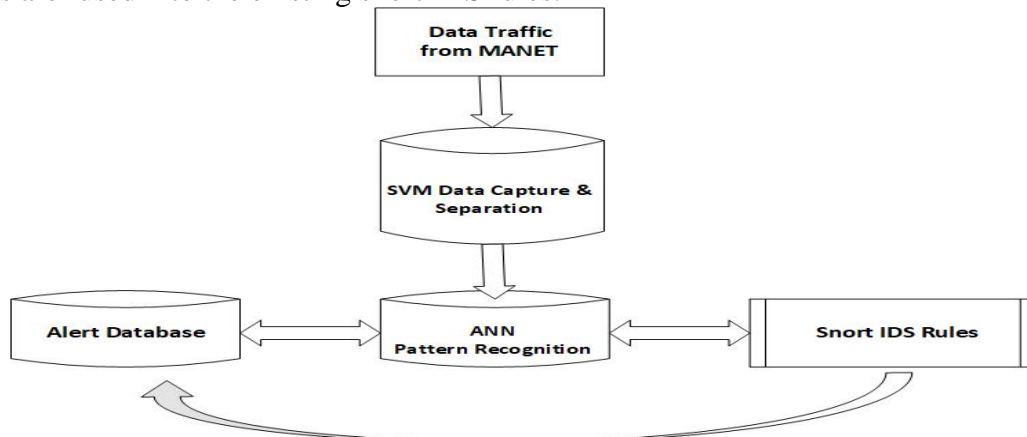 Data Traffic
from MANET
SVM Data Capture &
Separation
Alert Database
ANN
Pattern Recognition
Snort IDS Rules